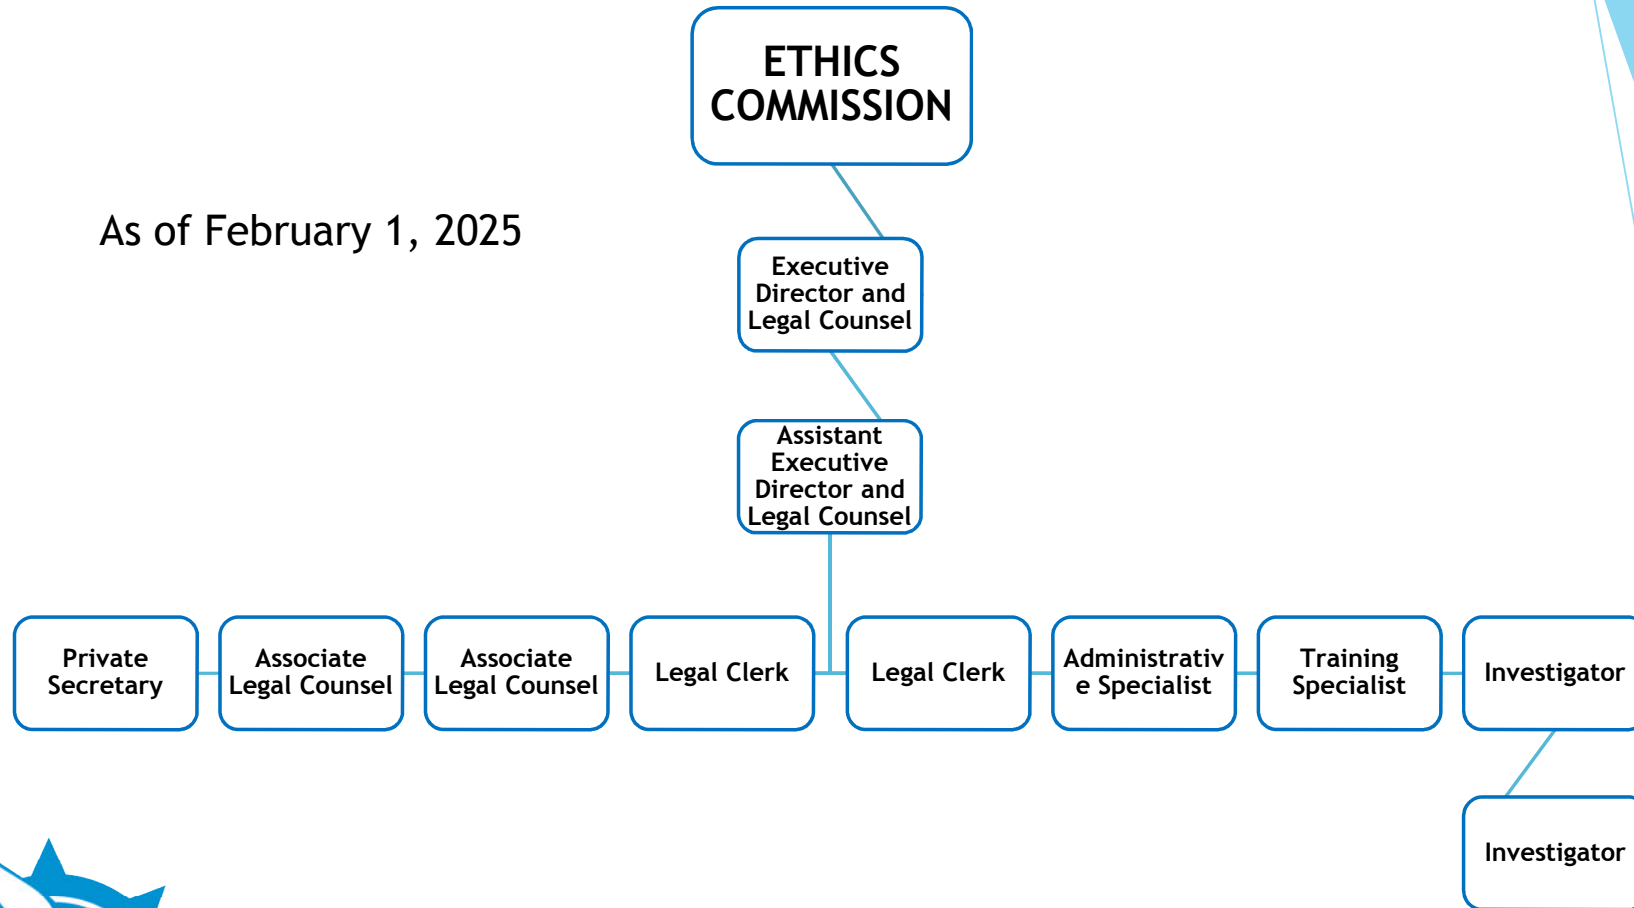 ETHICS
COMMISSION
As of February 1, 2025
Executive
Director and
Legal Counsel
Assistant
Executive
Director and
Legal Counsel
Private
Secretary
Associate
Legal Counsel
Associate
Legal Counsel
Legal Clerk
Legal Clerk
Administrativ
e Specialist
Training
Specialist
Investigator
Investigator